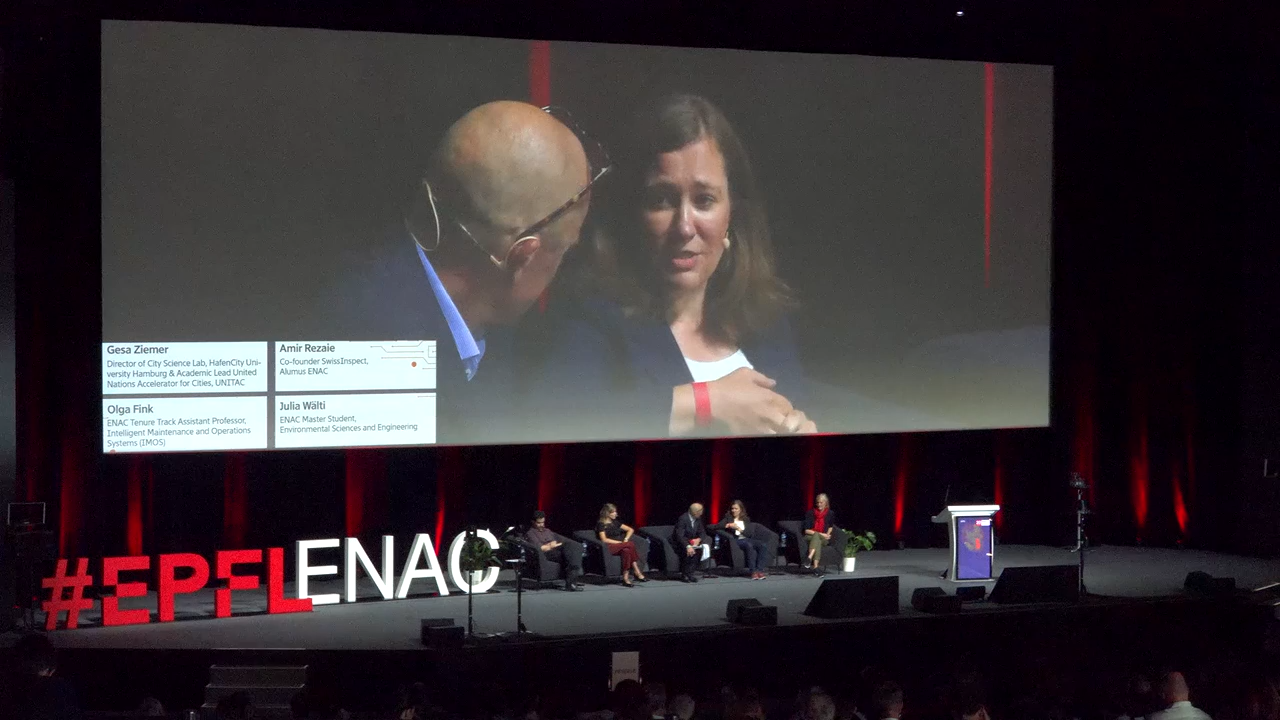 Gesa Ziemer
Director of City Science Lab, HafenCity Uni-
versity Hamburg & Academic Lead United
Nations Accelerator for Cities, UNITAC
Amir Rezaie
Co-founder SwissInspect,
Alumus ENAC
Olga Fink
ENAC Tenure Track Assistant Professor,
Intelligent Maintenance and Operations
Systems (IMOS)
Julia Wälti
ENAC Master Student,
Environmental Sciences and Engineering
#EPFLENAC